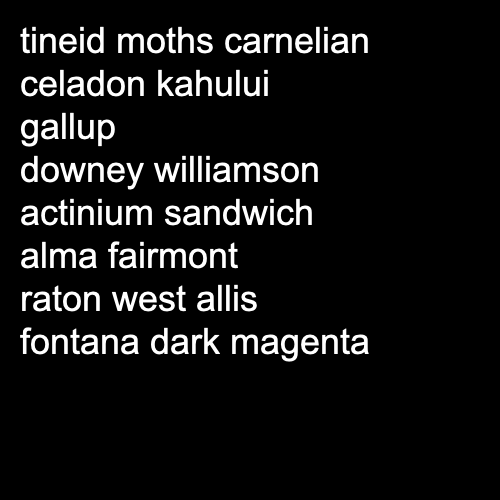 tineid moths carnelian
celadon kahului
gallup
downey williamson
actinium sandwich
alma fairmont
raton west allis
fontana dark magenta